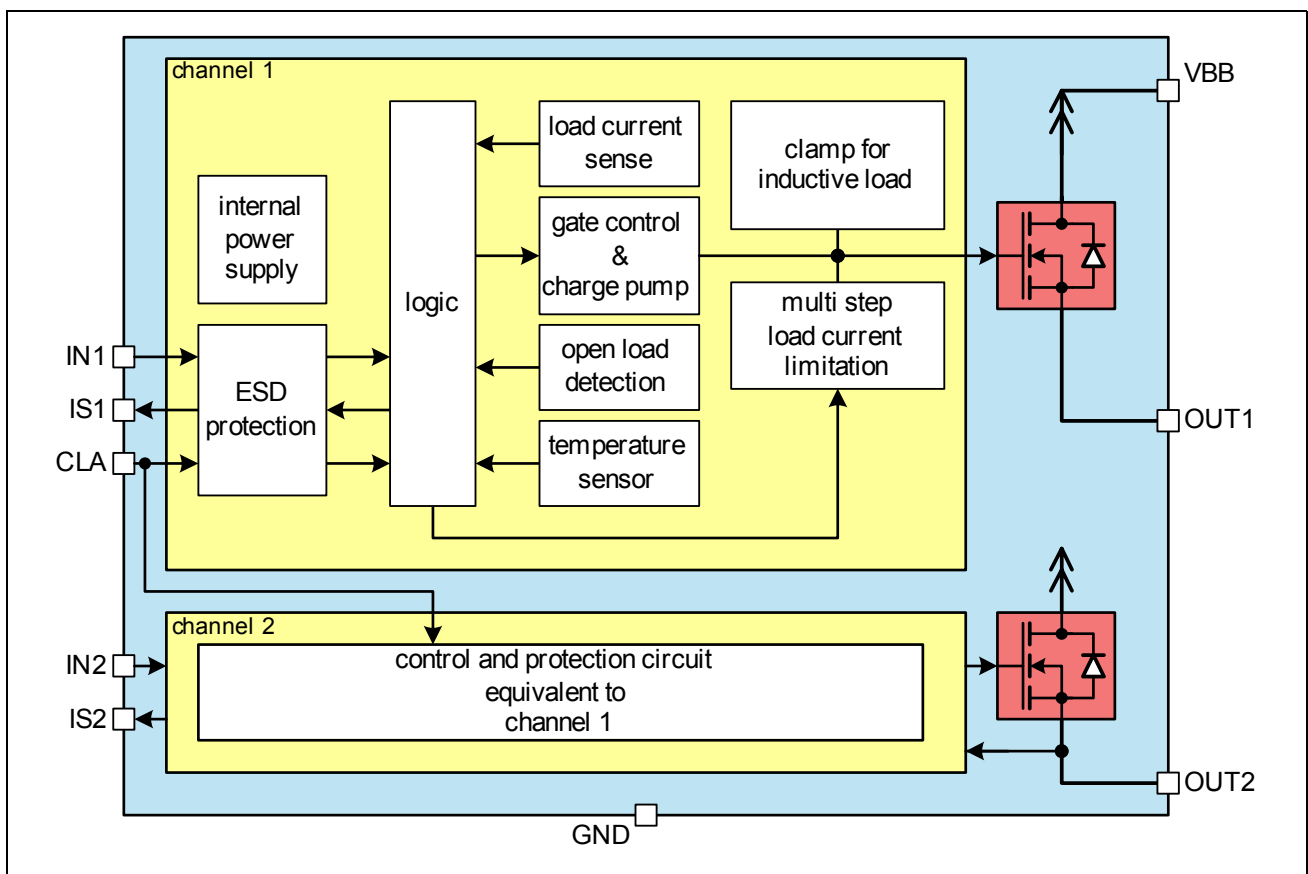 channel 1
VBB
load current
sense
clamp for
inductive load
internal
power
supply
gate control
&
charge pump
logic
multi step
load current
limitation
IN1
IS1
CLA
ESD
protection
open load
detection
OUT1
temperature
sensor
channel 2
IN2
IS2
control and protection circuit
equivalent to
channel 1
OUT2
GND